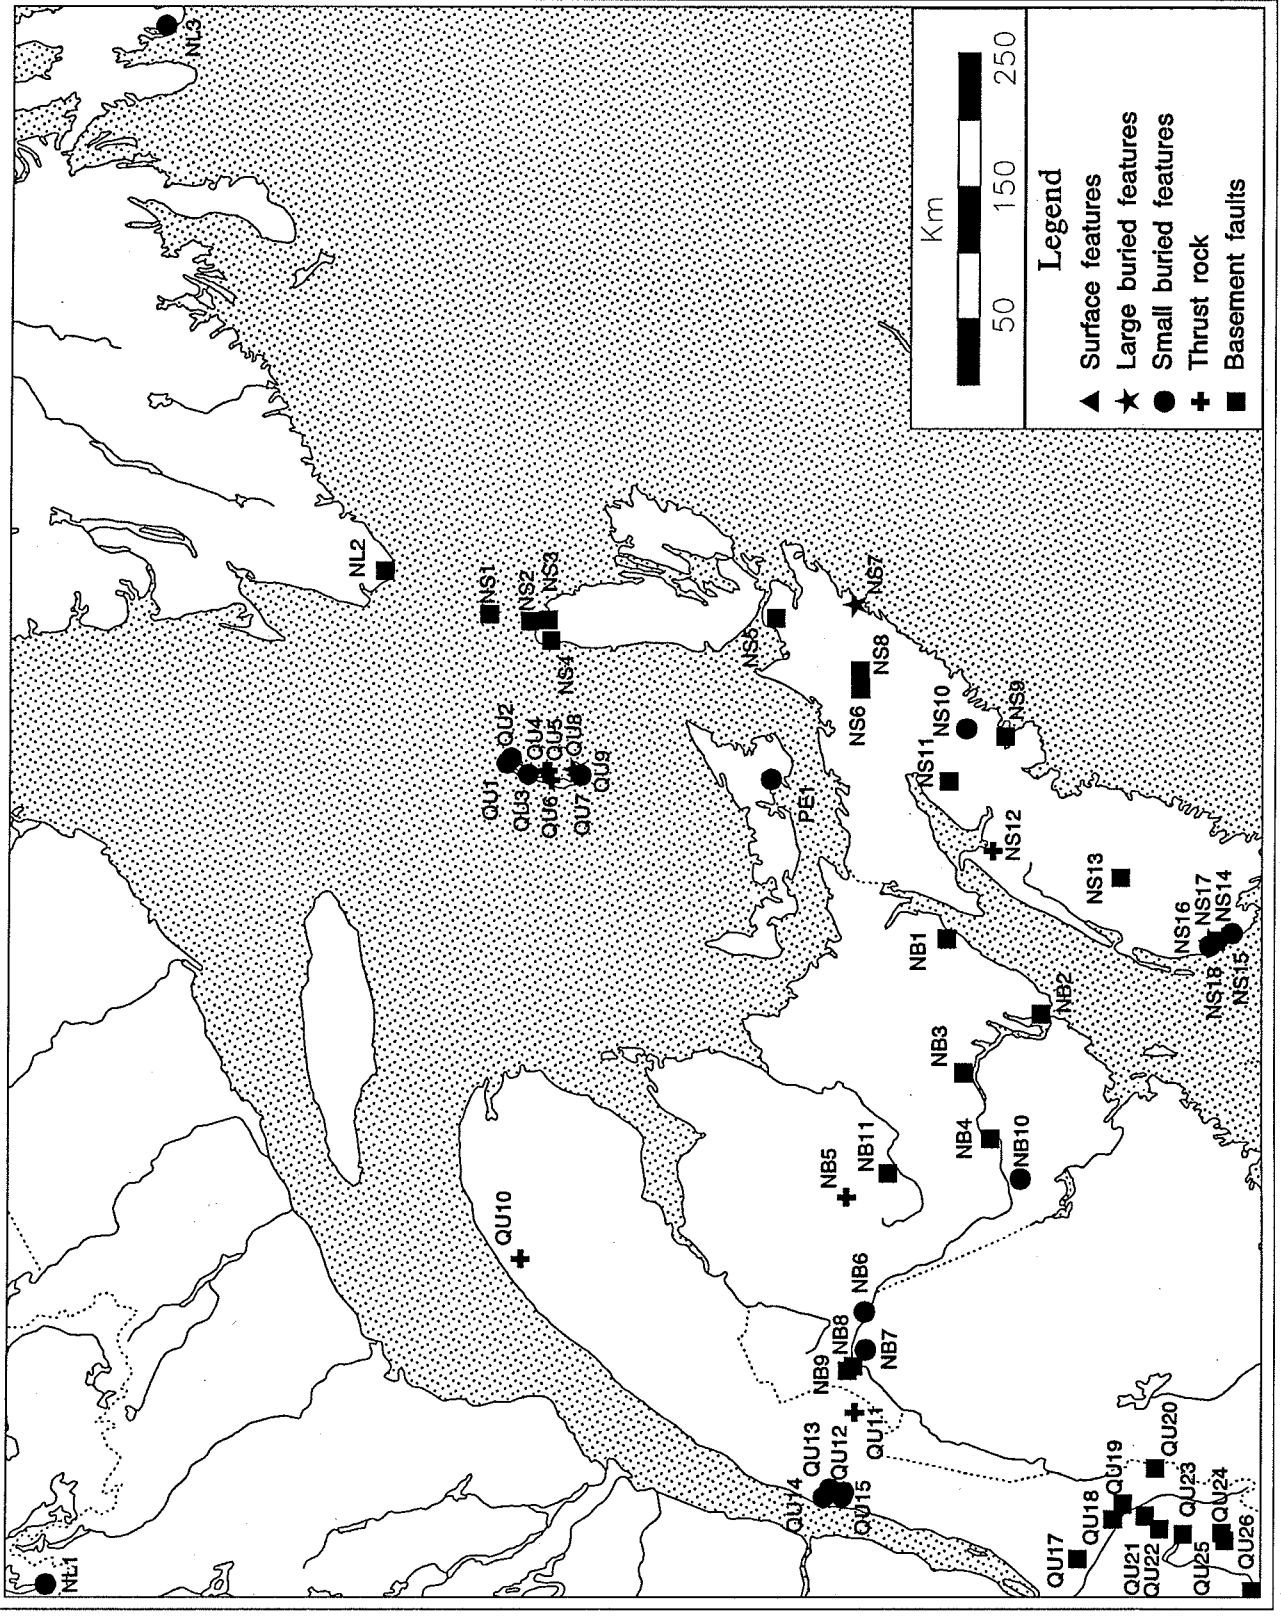 NL3
NL2
NS1
NS2
NS3
NS4
NS5
NS7
NS8
NS6
NS10
NS9
NS11
NS12
NS13
NS16
NS17
NS14
NS18
NS15
QU2
QU4
QU5
QU8
QU9
QU1
QU3
QU6
QU7
PE1
NB1
NB2
NB3
NB4
NB10
NB5
NB11
NB6
NB8
NB7
NB9
QU10
QU11
QU13
QU12
QU14
QU15
QU20
QU19
QU18
QU17
QU23
QU24
QU21
QU22
QU25
QU26
NL1
Km
50 150 250
Legend
Surface features
Large buried features
Small buried features
Thrust rock
Basement faults